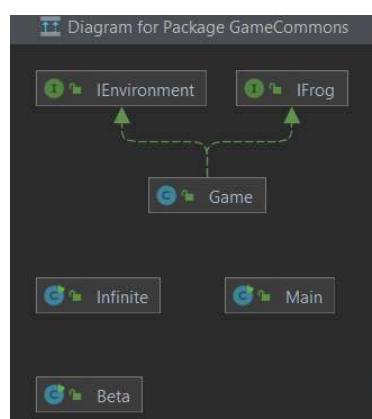 Diagram for Package GameCommons
I IEnvironment I IFrog
C Game
C Infinite C Main
C Beta